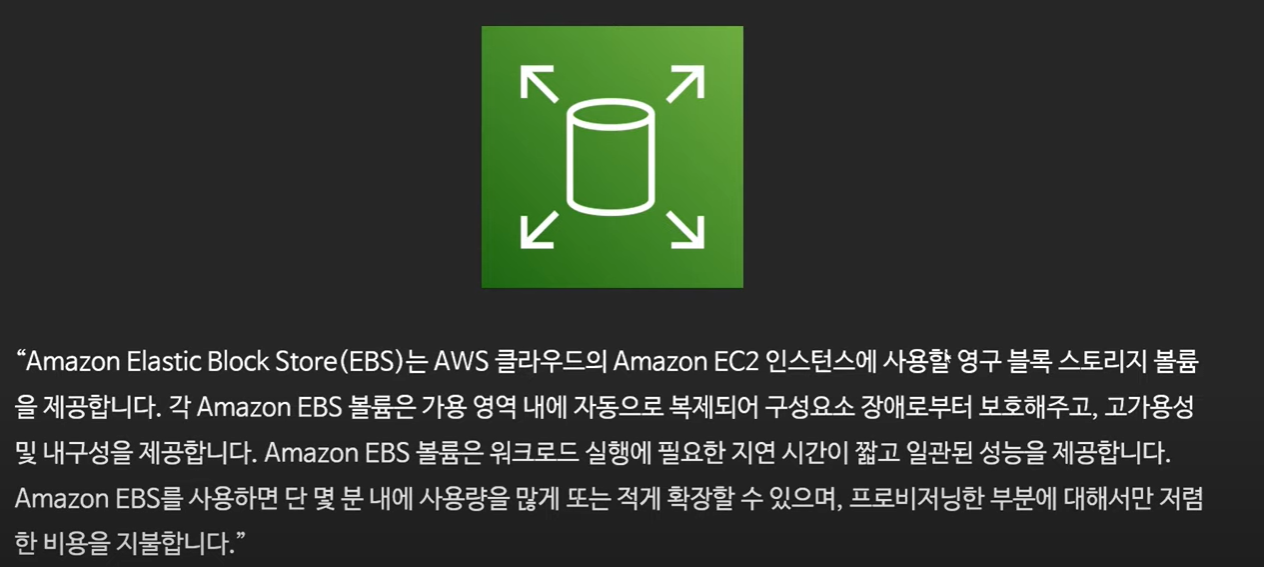 “Amazon Elastic Block Store(EBS)는 AWS 클라우드의 Amazon EC2 인스턴스에 사용할 영구 블록 스토리지 볼륨
을 제공합니다. 각 Amazon EBS 볼륨은 가용 영역 내에 자동으로 복제되어 구성요소 장애로부터 보호해주고, 고가용성
및 내구성을 제공합니다. Amazon EBS 볼륨은 워크로드 실행에 필요한 지연 시간이 짧고 일관된 성능을 제공합니다.
Amazon EBS를 사용하면 단 몇 분 내에 사용량을 많게 또는 적게 확장할 수 있으며, 프로비저닝한 부분에 대해서만 저렴
한 비용을 지불합니다.”